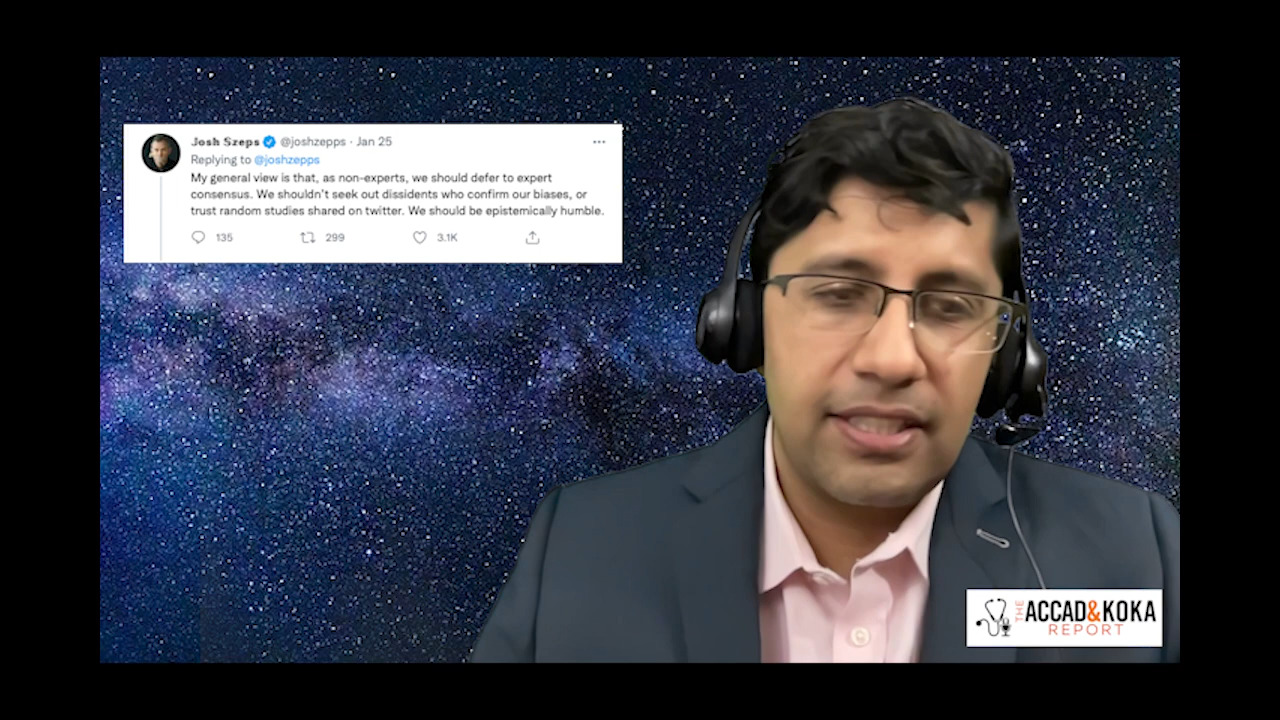 Josh Szeps @joshzepps · Jan 25
Replying to @joshzepps
My general view is that, as non-experts, we should defer to expert
consensus. We shouldn't seek out dissidents who confirm our biases, or
trust random studies shared on twitter. We should be epistemically humble.
135 299 3.1K
THE ACCAD&KOKA
REPORT